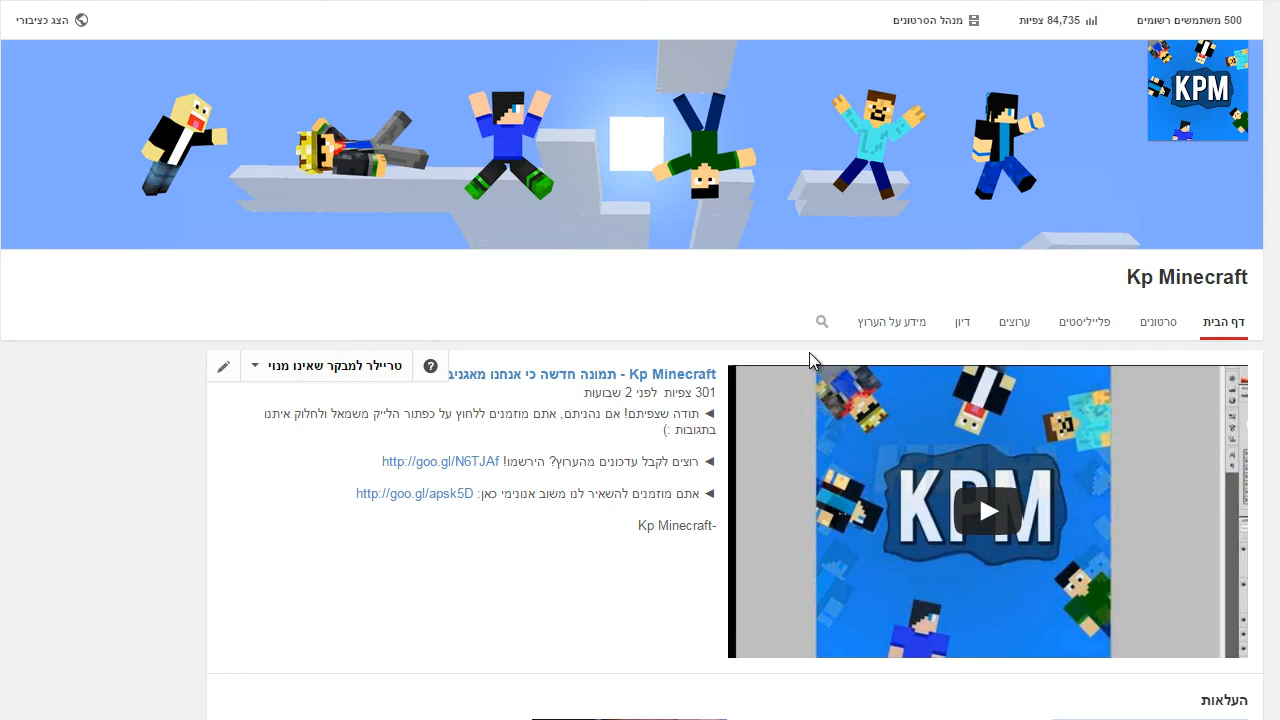 500 משתמשים רשומים
84,735 צפיות
מנהל הסרטונים
הצג כציבורי
KPM
Kp Minecraft
דף הבית
סרטונים
פלייליסטים
ערוצים
דיון
מידע על הערוץ
טריילר למבקר שאינו מנוי
?
Kp Minecraft - תמונה חדשה כי אנחנו מאגניב
301 צפיות לפני 2 שבועות
◄ תודה שצפיתם! אם נהניתם, אתם מוזמנים ללחוץ על כפתור הלייק משמאל ולחלוק איתנו
בתגובות :)
◄ רוצים לקבל עדכונים מהערוץ? הירשמו! http://goo.gl/N6TJAf
◄ אתם מוזמנים להשאיר לנו משוב אנונימי כאן: http://goo.gl/apsk5D
-Kp Minecraft
KPM
העלאות